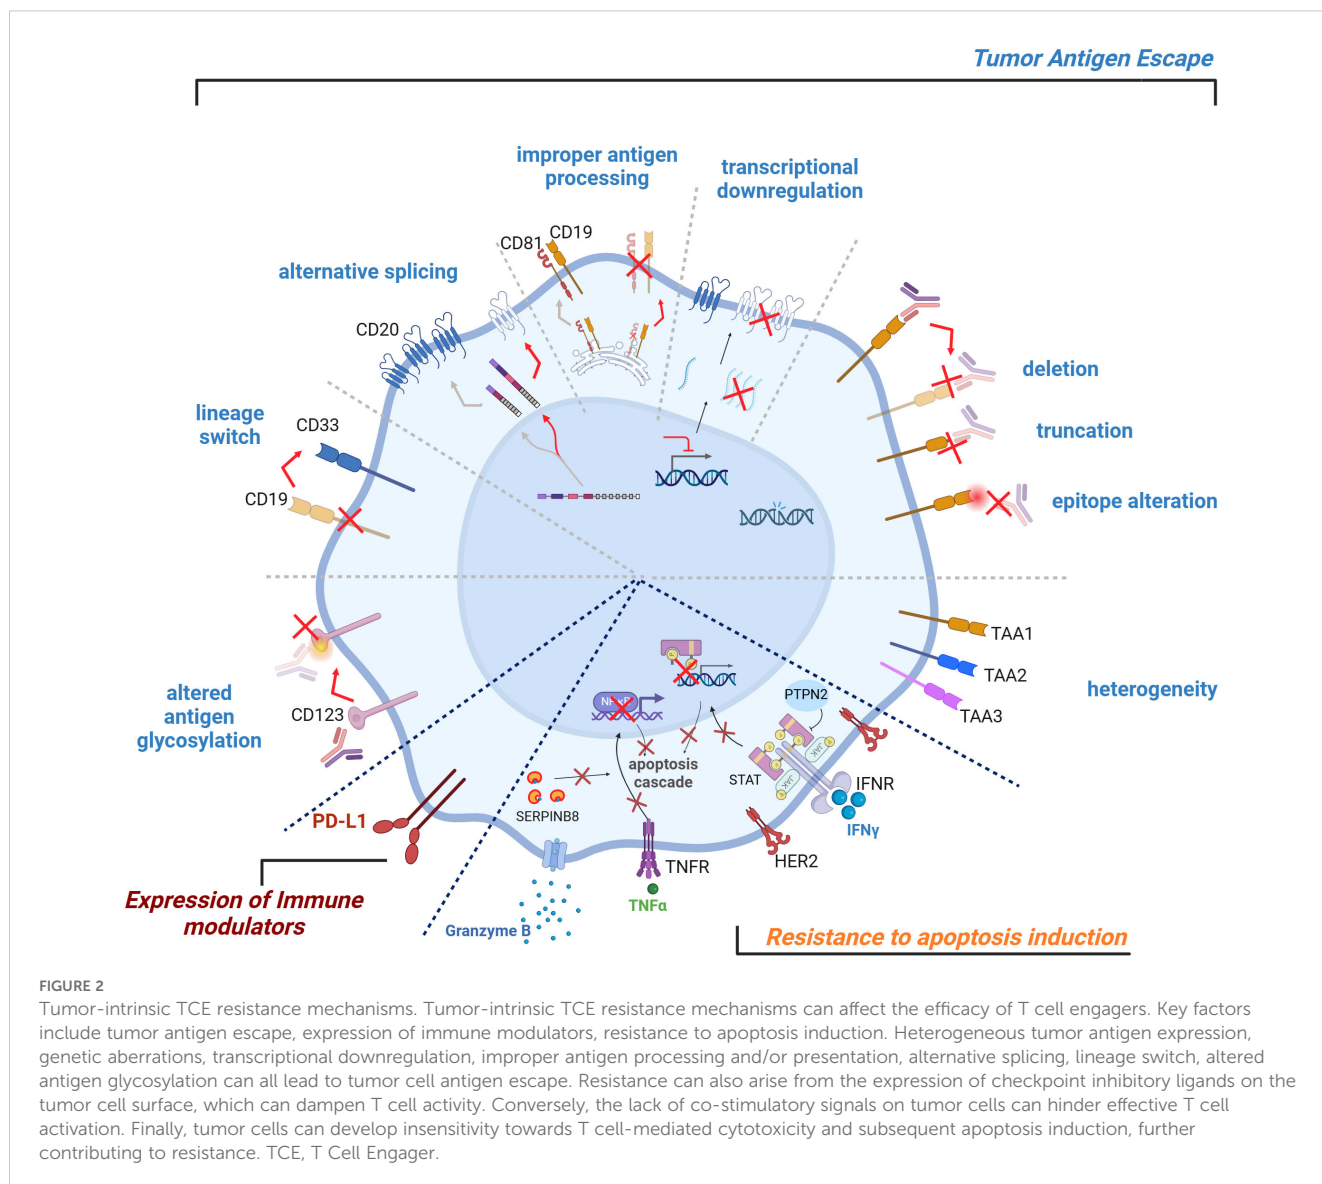 Tumor Antigen Escape
improper antigen
processing
transcriptional
downregulation
CD81
CD19
alternative splicing
CD20
deletion
lineage
switch
CD33
truncation
CD19
epitope alteration
TAA1
TAA2
TAA3
heterogeneity
altered
antigen
glycosylation
CD123
PTPN2
JAK
JAK
STAT
IFNR
IFNγ
apoptosis
cascade
SERPINB8
PD-L1
HER2
TNFR
TNFα
Granzyme B
Expression of Immune
modulators
Resistance to apoptosis induction
FIGURE 2
Tumor-intrinsic TCE resistance mechanisms. Tumor-intrinsic TCE resistance mechanisms can affect the efficacy of T cell engagers. Key factors
include tumor antigen escape, expression of immune modulators, resistance to apoptosis induction. Heterogeneous tumor antigen expression,
genetic aberrations, transcriptional downregulation, improper antigen processing and/or presentation, alternative splicing, lineage switch, altered
antigen glycosylation can all lead to tumor cell antigen escape. Resistance can also arise from the expression of checkpoint inhibitory ligands on the
tumor cell surface, which can dampen T cell activity. Conversely, the lack of co-stimulatory signals on tumor cells can hinder effective T cell
activation. Finally, tumor cells can develop insensitivity towards T cell-mediated cytotoxicity and subsequent apoptosis induction, further
contributing to resistance. TCE, T Cell Engager.